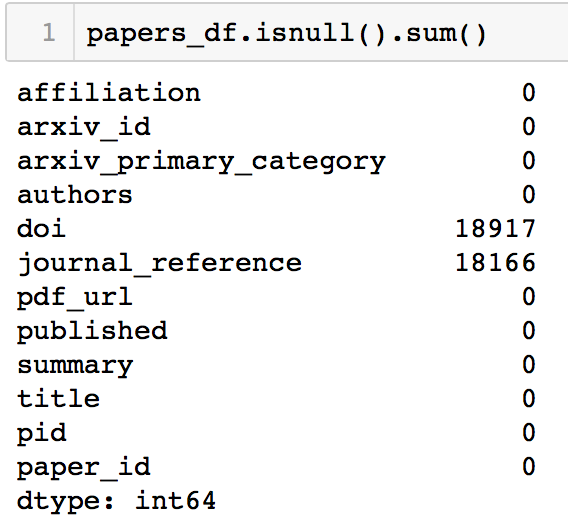 1 papers_df.isnull().sum()
affiliation 0
arxiv_id 0
arxiv_primary_category 0
authors 0
doi 18917
journal_reference 18166
pdf_url 0
published 0
summary 0
title 0
pid 0
paper_id 0
dtype: int64